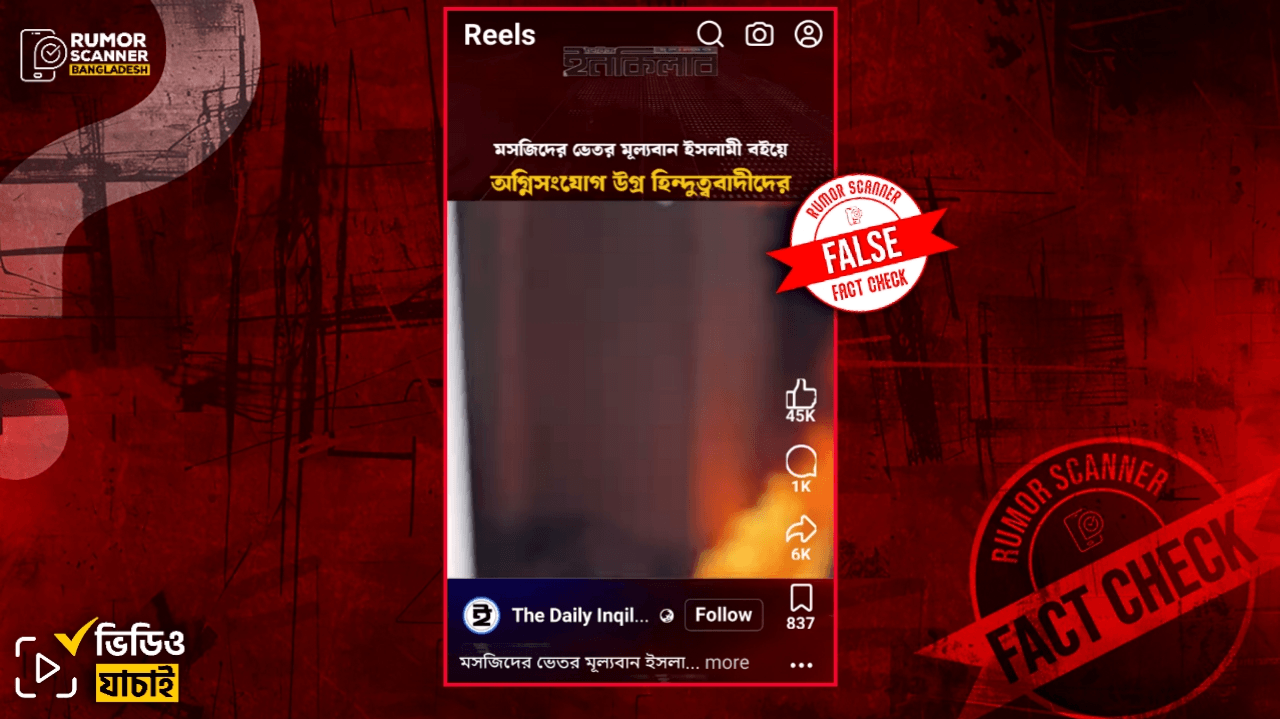 RUMOR
SCANNER
BANGLADESH
Reels
ইনকিলাব
মসজিদের ভেতর মূল্যবান ইসলামী বইয়ে
অগ্নিসংযোগ উগ্র হিন্দুত্ববাদীদের
RUMOR SCANNER
FALSE
FACT CHECK
45K
1K
6K
837
The Daily Inqil...
Follow
মসজিদের ভেতর মূল্যবান ইসলা... more
ভিডিও
যাচাই
RUMOR SCANNER
FACT CHECK